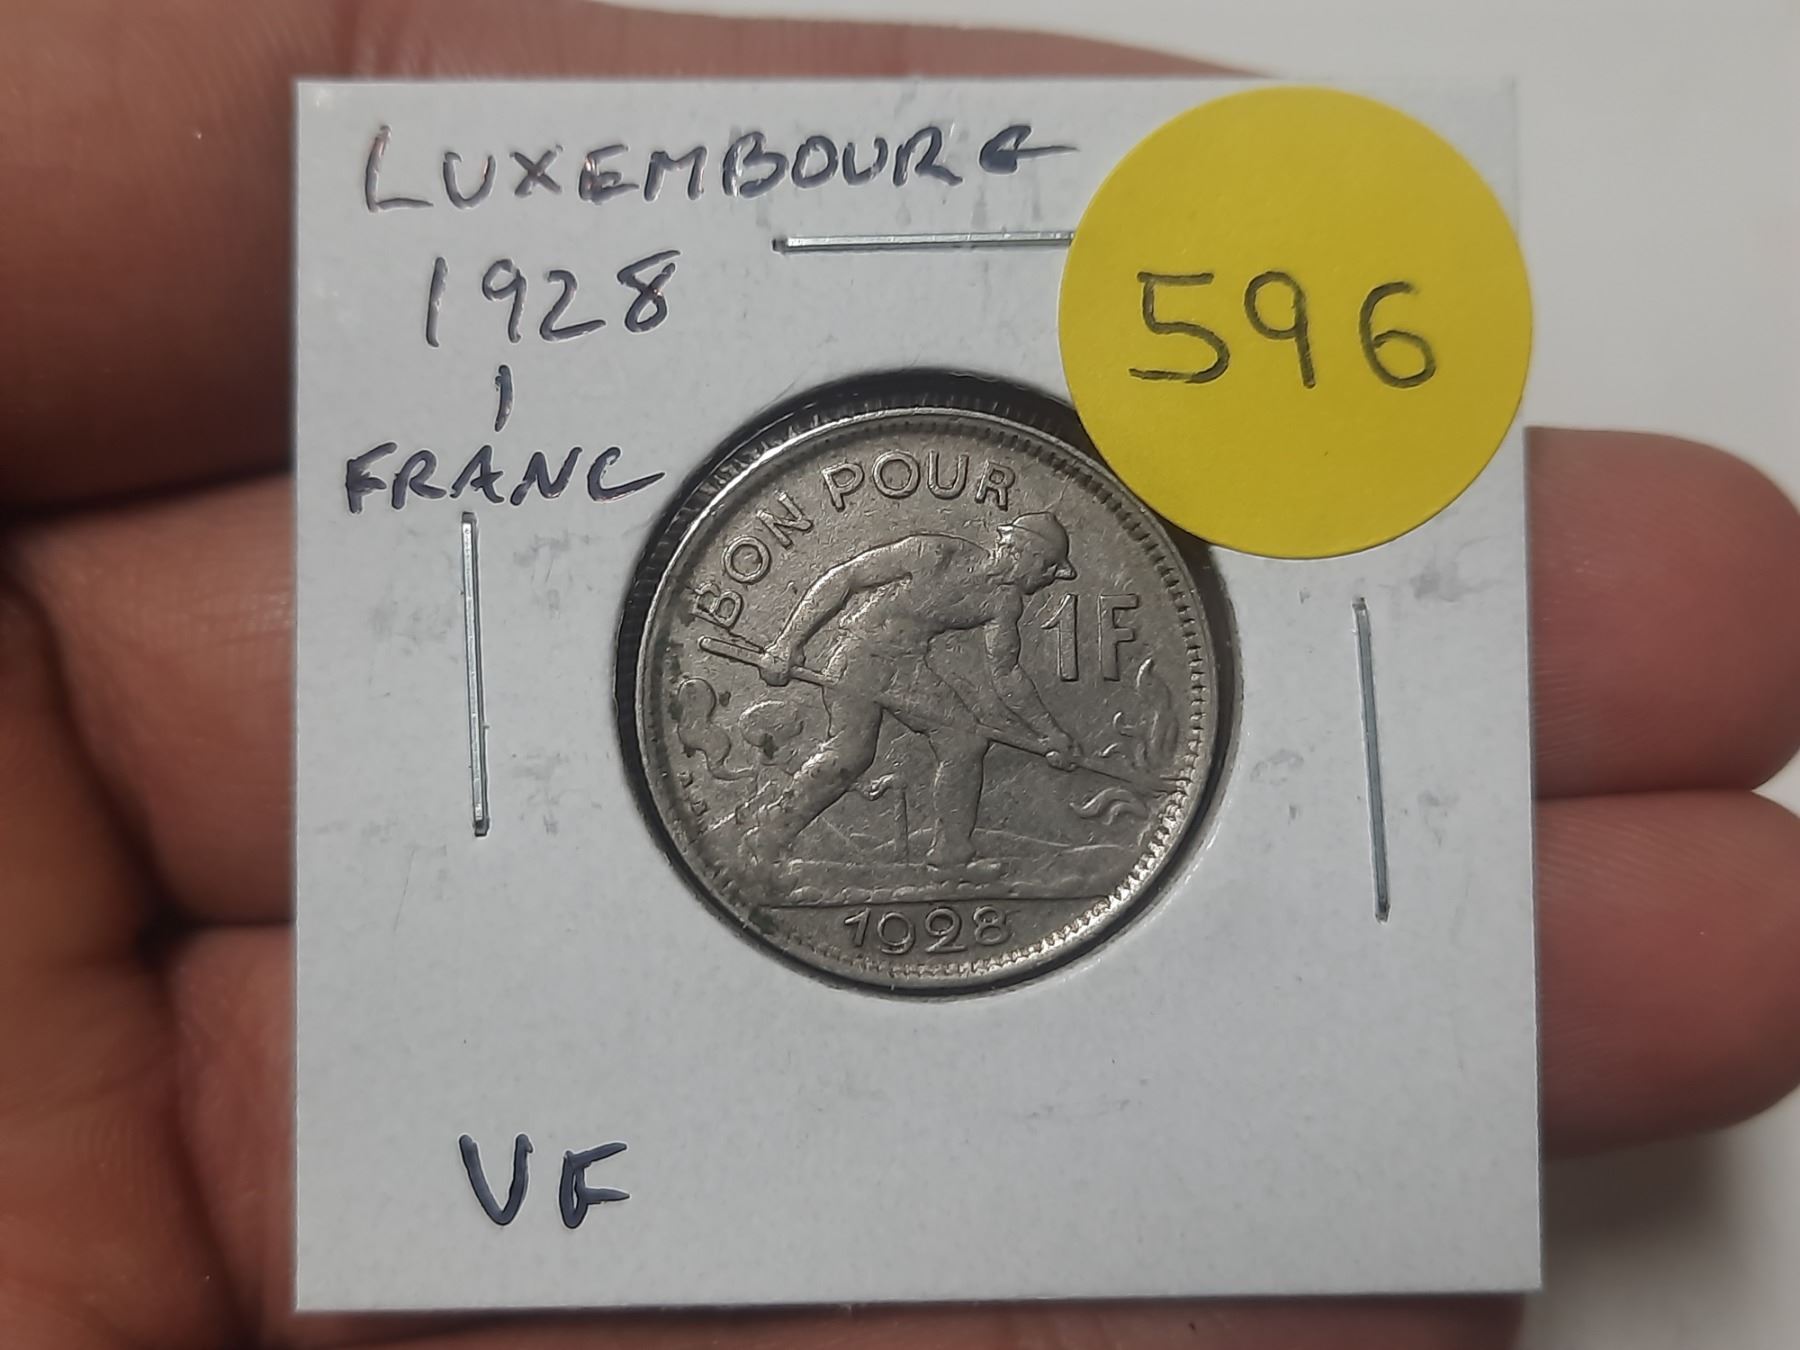 LUXEMBOURG
1928
1
FRANC
596
BON POUR
1F
1928
VF